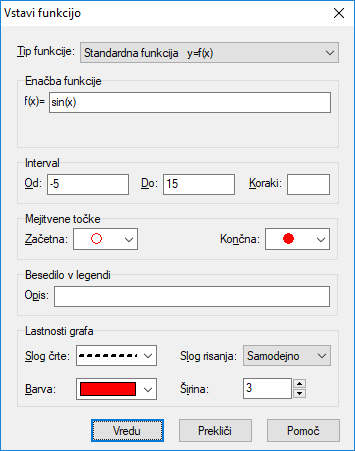 Vstavi funkcijo
Tip funkcije: Standardna funkcija y=f(x)
Enačba funkcije
f(x)= sin(x)
Interval
Od: -5 Do: 15 Koraki:
Mejitvene točke
Začetna: Končna:
Besedilo v legendi
Opis:
Lastnosti grafa
Slog črte: Slog risanja: Samodejno
Barva: Širina: 3
Vredu Prekliči Pomoč